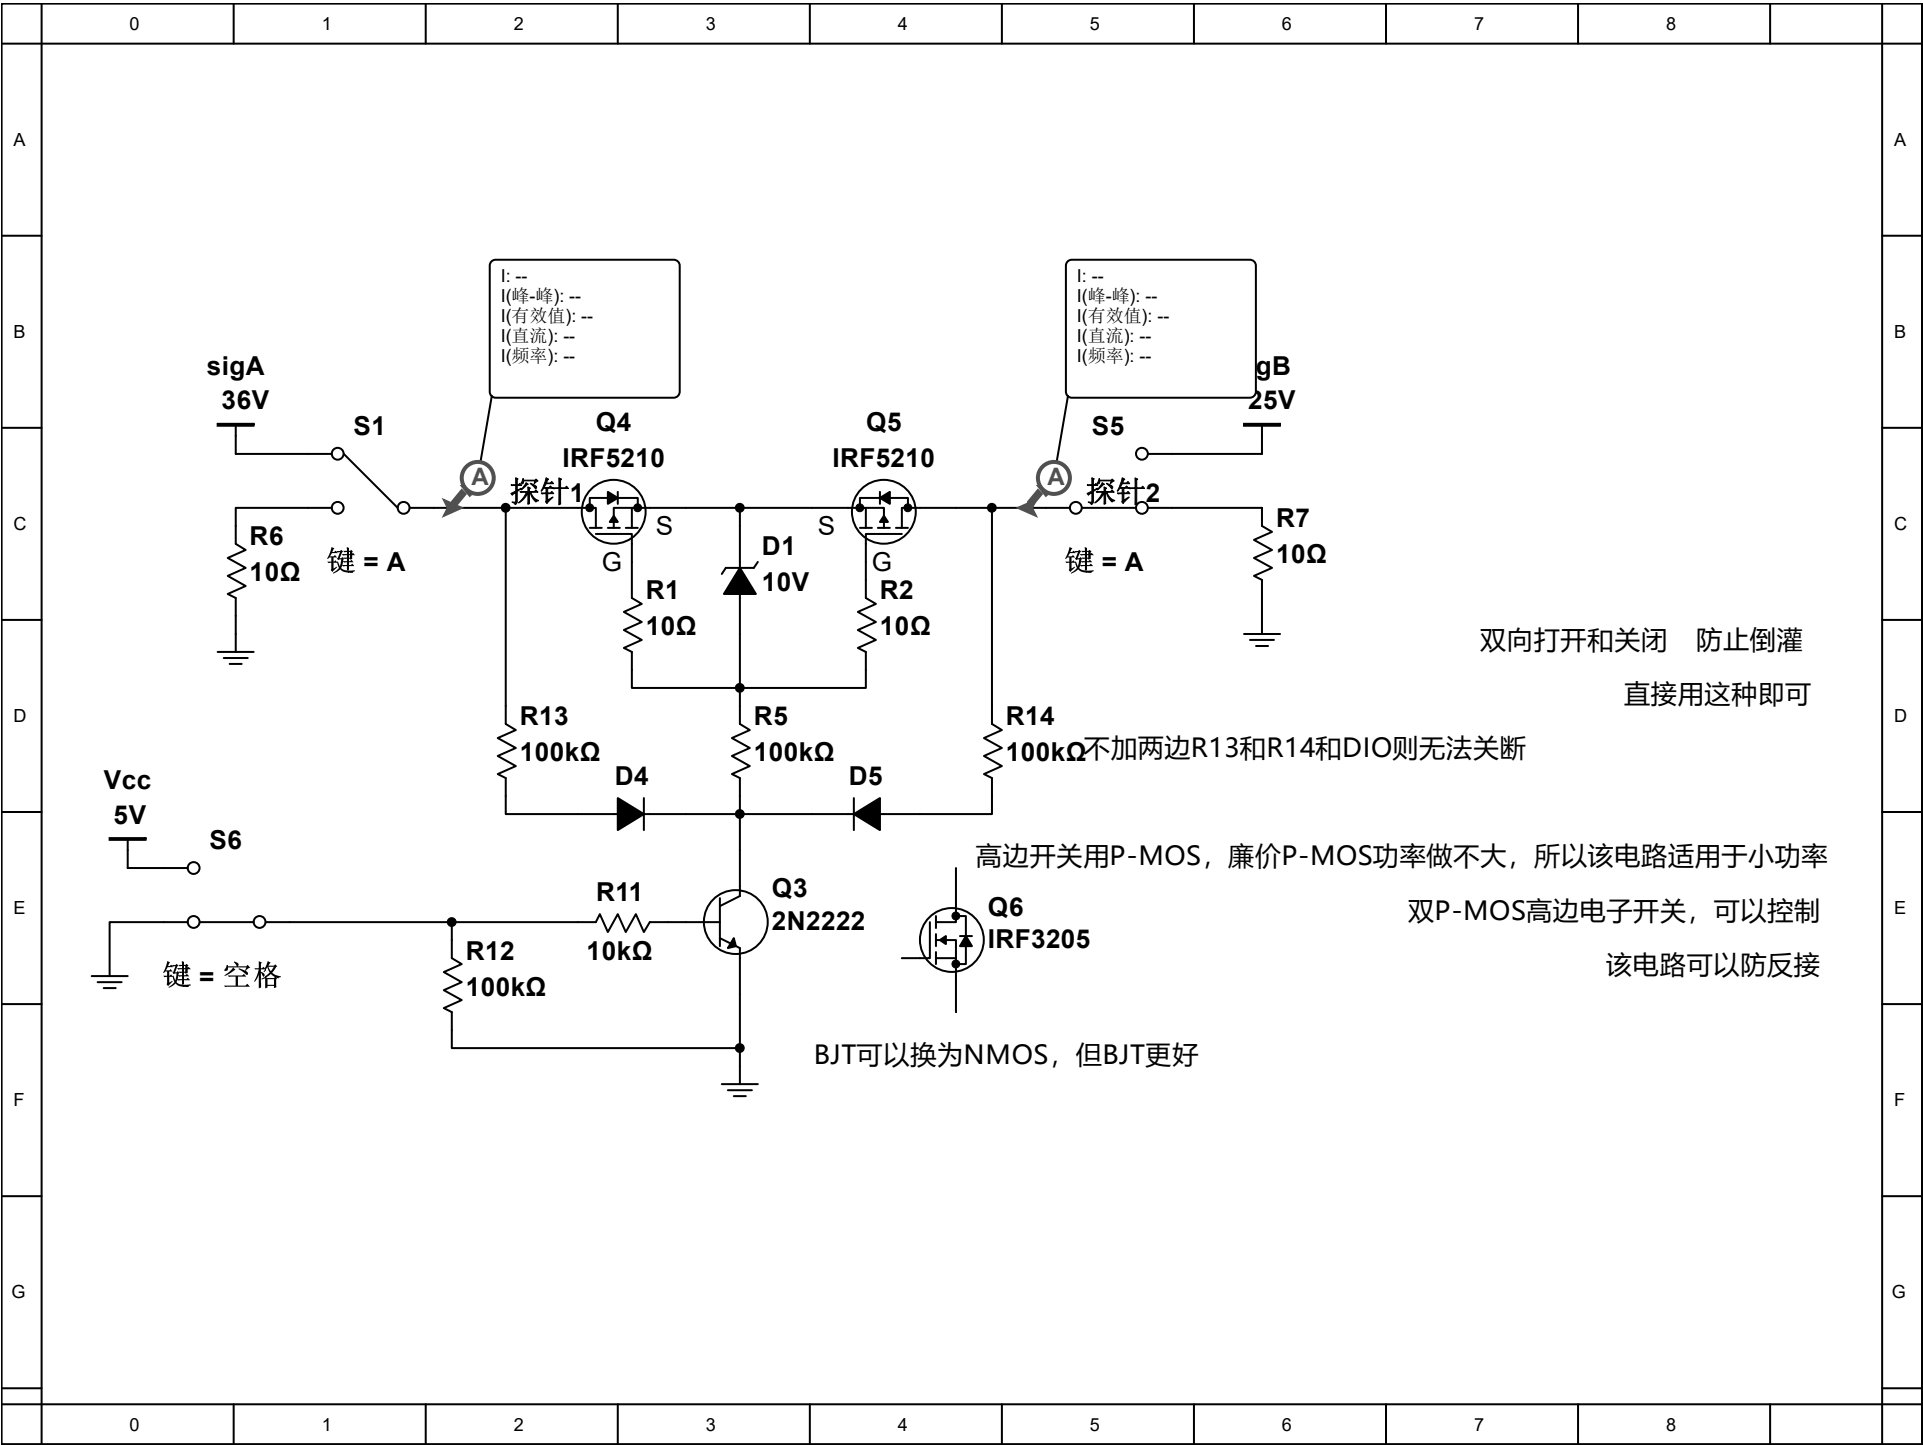 0 1 2 3 4 5 6 7 8
A A
I: --
I(峰-峰): --
I(有效值): --
I(直流): --
I(频率): --
I: --
I(峰-峰): --
I(有效值): --
I(直流): --
I(频率): --
B B
sigA
36V
gB
25V
S1
Q4
IRF5210
Q5
IRF5210
S5
A
探针1
A
探针2
C C
S
S
G
G
R6
10Ω
键 = A
D1
10V
键 = A
R7
10Ω
R1
10Ω
R2
10Ω
双向打开和关闭 防止倒灌
直接用这种即可
D D
R13
100kΩ
R5
100kΩ
R14
100kΩ
不加两边R13和R14和DIO则无法关断
D4
D5
Vcc
5V
S6
高边开关用P-MOS，廉价P-MOS功率做不大，所以该电路适用于小功率
E E
R11
10kΩ
Q3
2N2222
Q6
IRF3205
双P-MOS高边电子开关，可以控制
键 = 空格
R12
100kΩ
该电路可以防反接
BJT可以换为NMOS，但BJT更好
F F
G G
0 1 2 3 4 5 6 7 8